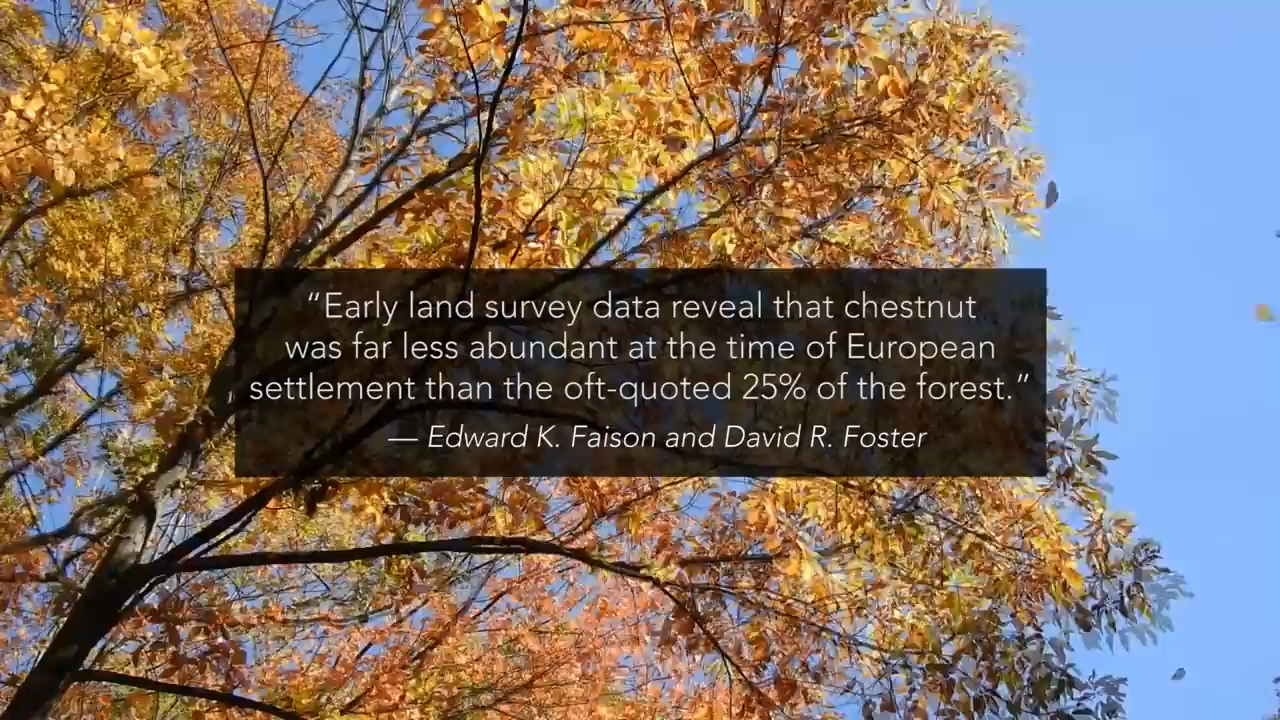 “Early land survey data reveal that chestnut
was far less abundant at the time of European
settlement than the oft-quoted 25% of the forest.”
— Edward K. Faison and David R. Foster